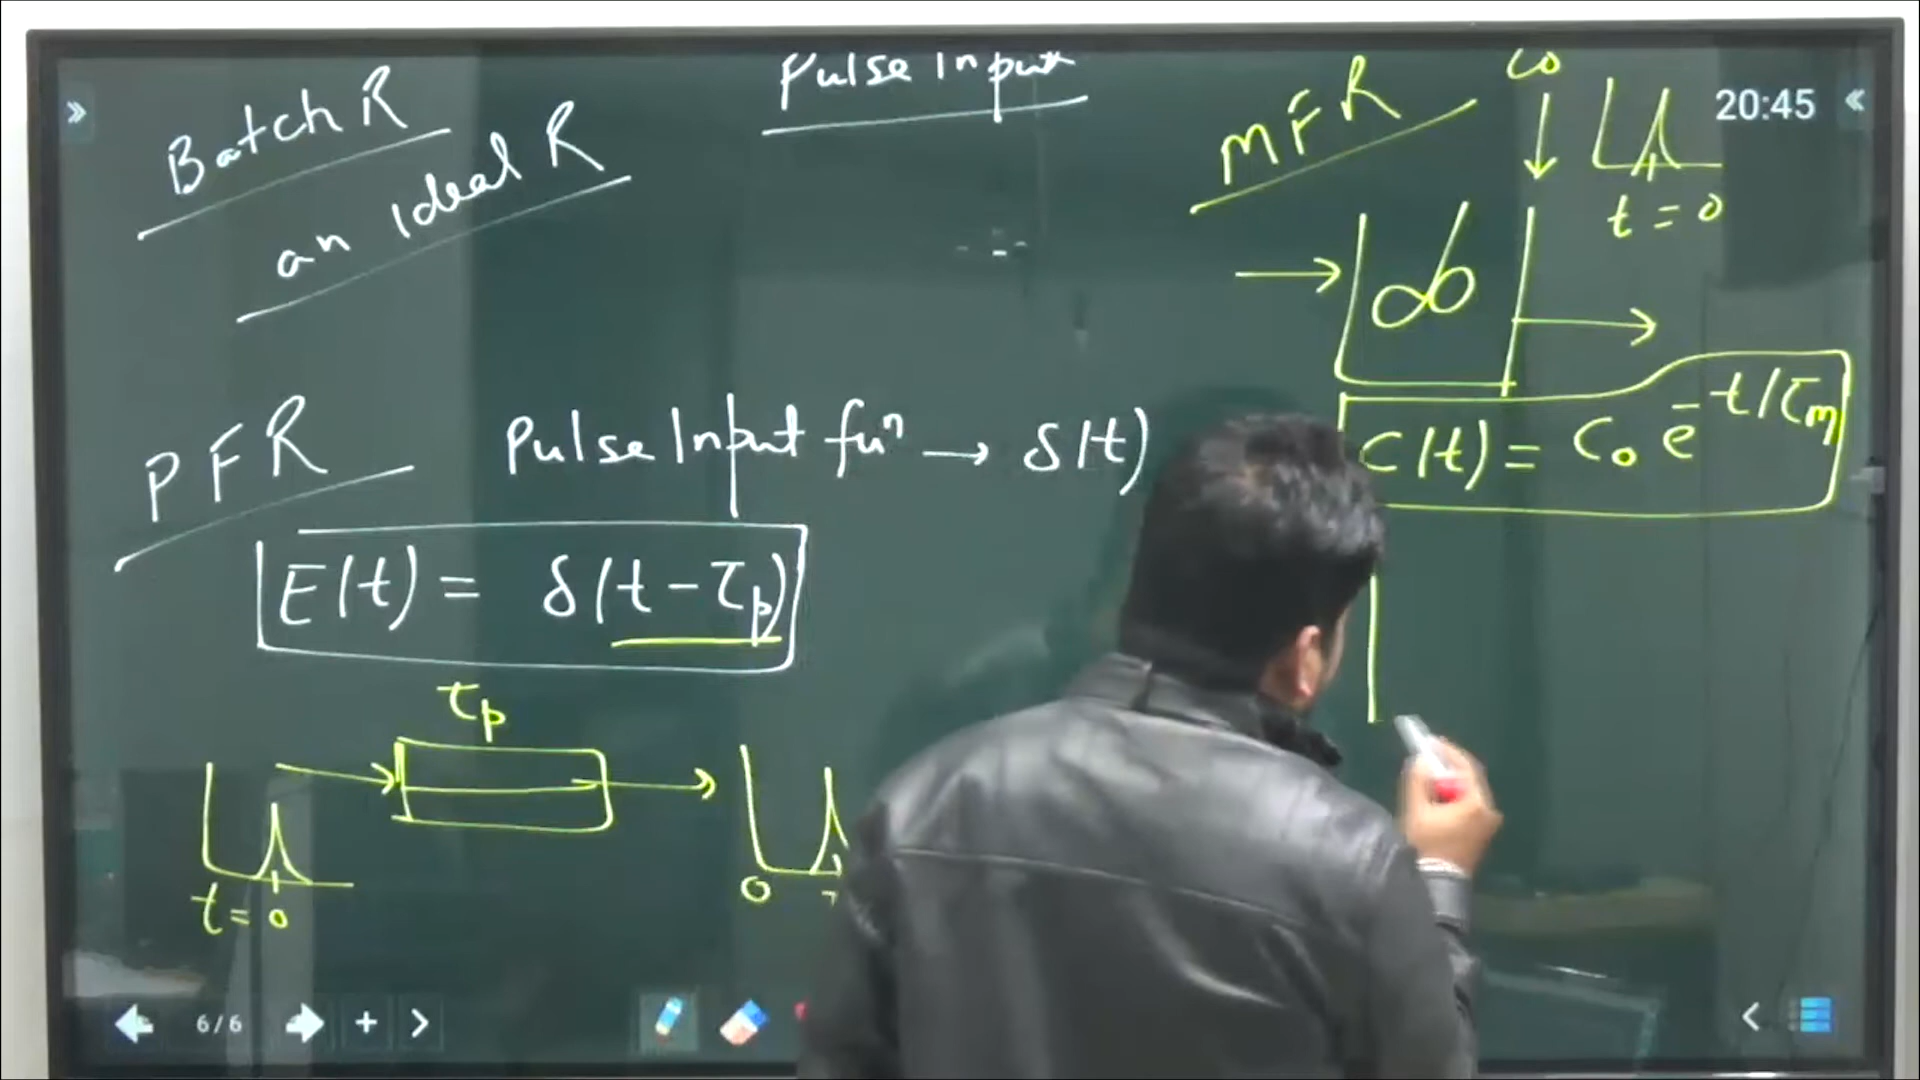 Pulse Input
Batch R
an ideal R
PFR
Pulse Input fuⁿ → δ(t)
E(t) = δ(t - τp)
τp
t = 0
0
MFR
Co
t = 0
C(t) = C₀ e^-t/τm
20:45
6/6